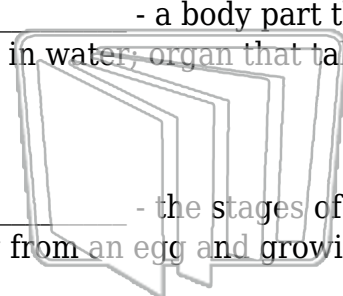 - a body part t
in water; organ that ta
- the stages of
from an egg and growi